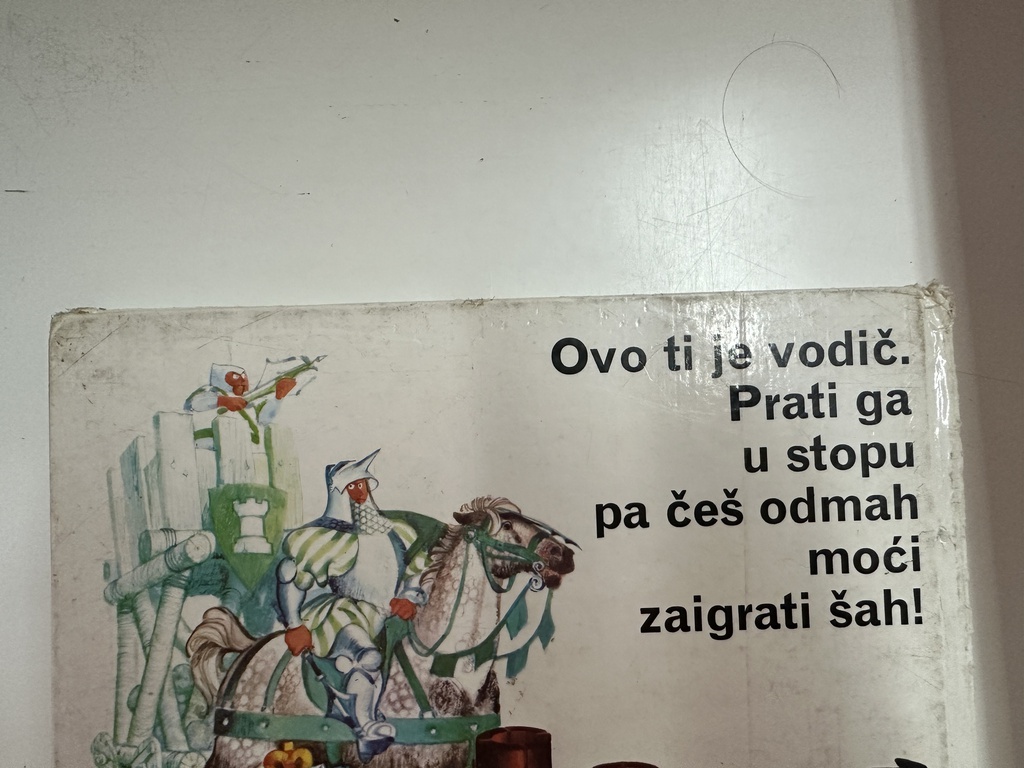 Ovo ti je vodič.
Prati ga
u stopu
pa češ odmah
moći
zaigrati šah!